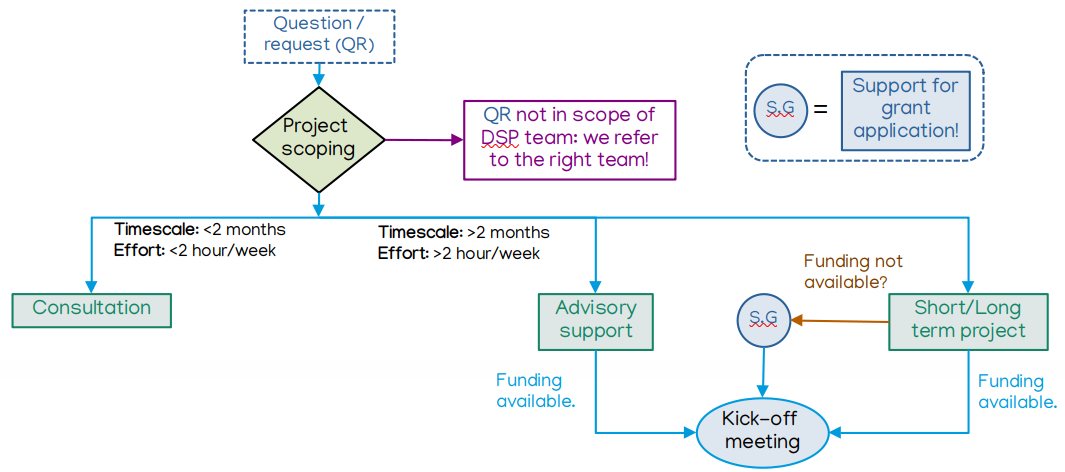 Question /
request (QR)
Project
scoping
QR not in scope of
DSP team: we refer
to the right team!
S.G
=
Support for
grant
application!
Timescale: <2 months
Effort: <2 hour/week
Timescale: >2 months
Effort: >2 hour/week
Consultation
Advisory
support
Funding not
available?
S.G
Short/Long
term project
Funding
available.
Funding
available.
Kick-off
meeting